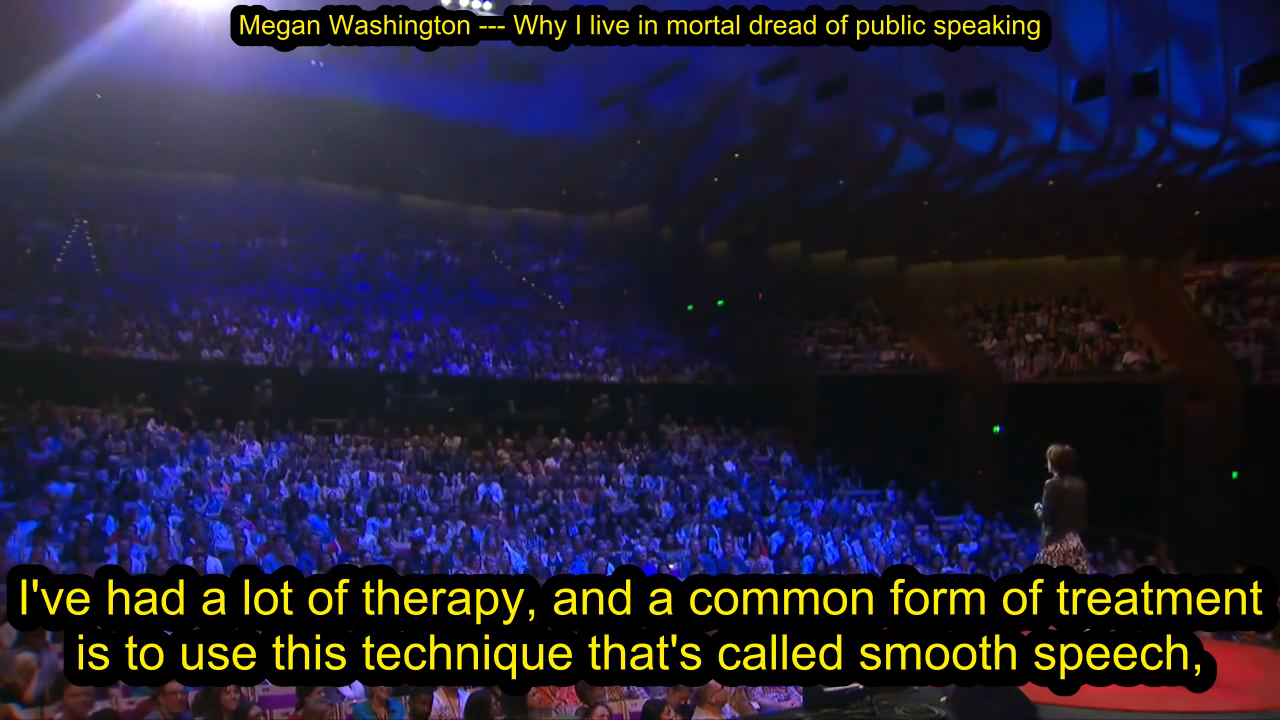 Megan Washington --- Why I live in mortal dread of public speaking
I've had a lot of therapy, and a common form of treatment
is to use this technique that's called smooth speech,